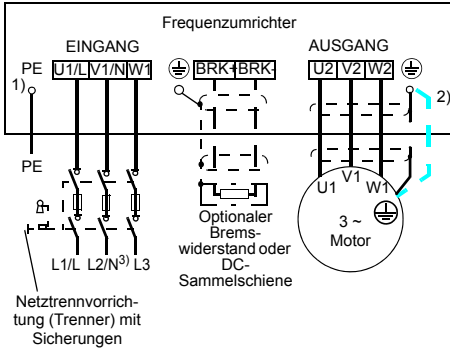 Frequenzumrichter
EINGANG
AUSGANG
PE
U1/L V1/N W1
BRK+ BRK-
U2 V2 W2
1)
2)
PE
U1
V1
W1
3 ~
Motor
Optionaler
Brems-
widerstand oder
DC-
Sammelschiene
L1/L L2/N3) L3
Netztrennvorrich-
tung (Trenner) mit
Sicherungen